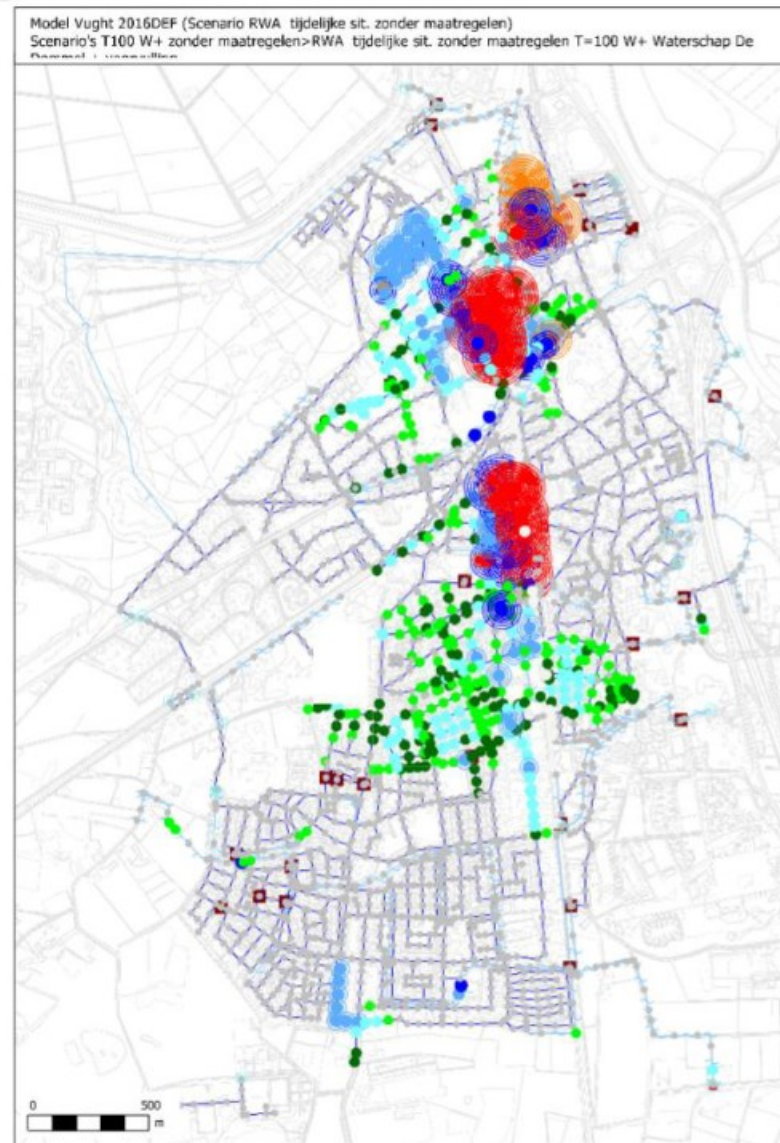 Model Vught 2016DEF (Scenario RWA tijdelijke sit. zonder maatregelen)
Scenario's T100 W+ zonder maatregelen>RWA tijdelijke sit. zonder maatregelen T=100 W+ Waterschap De
0 500
m